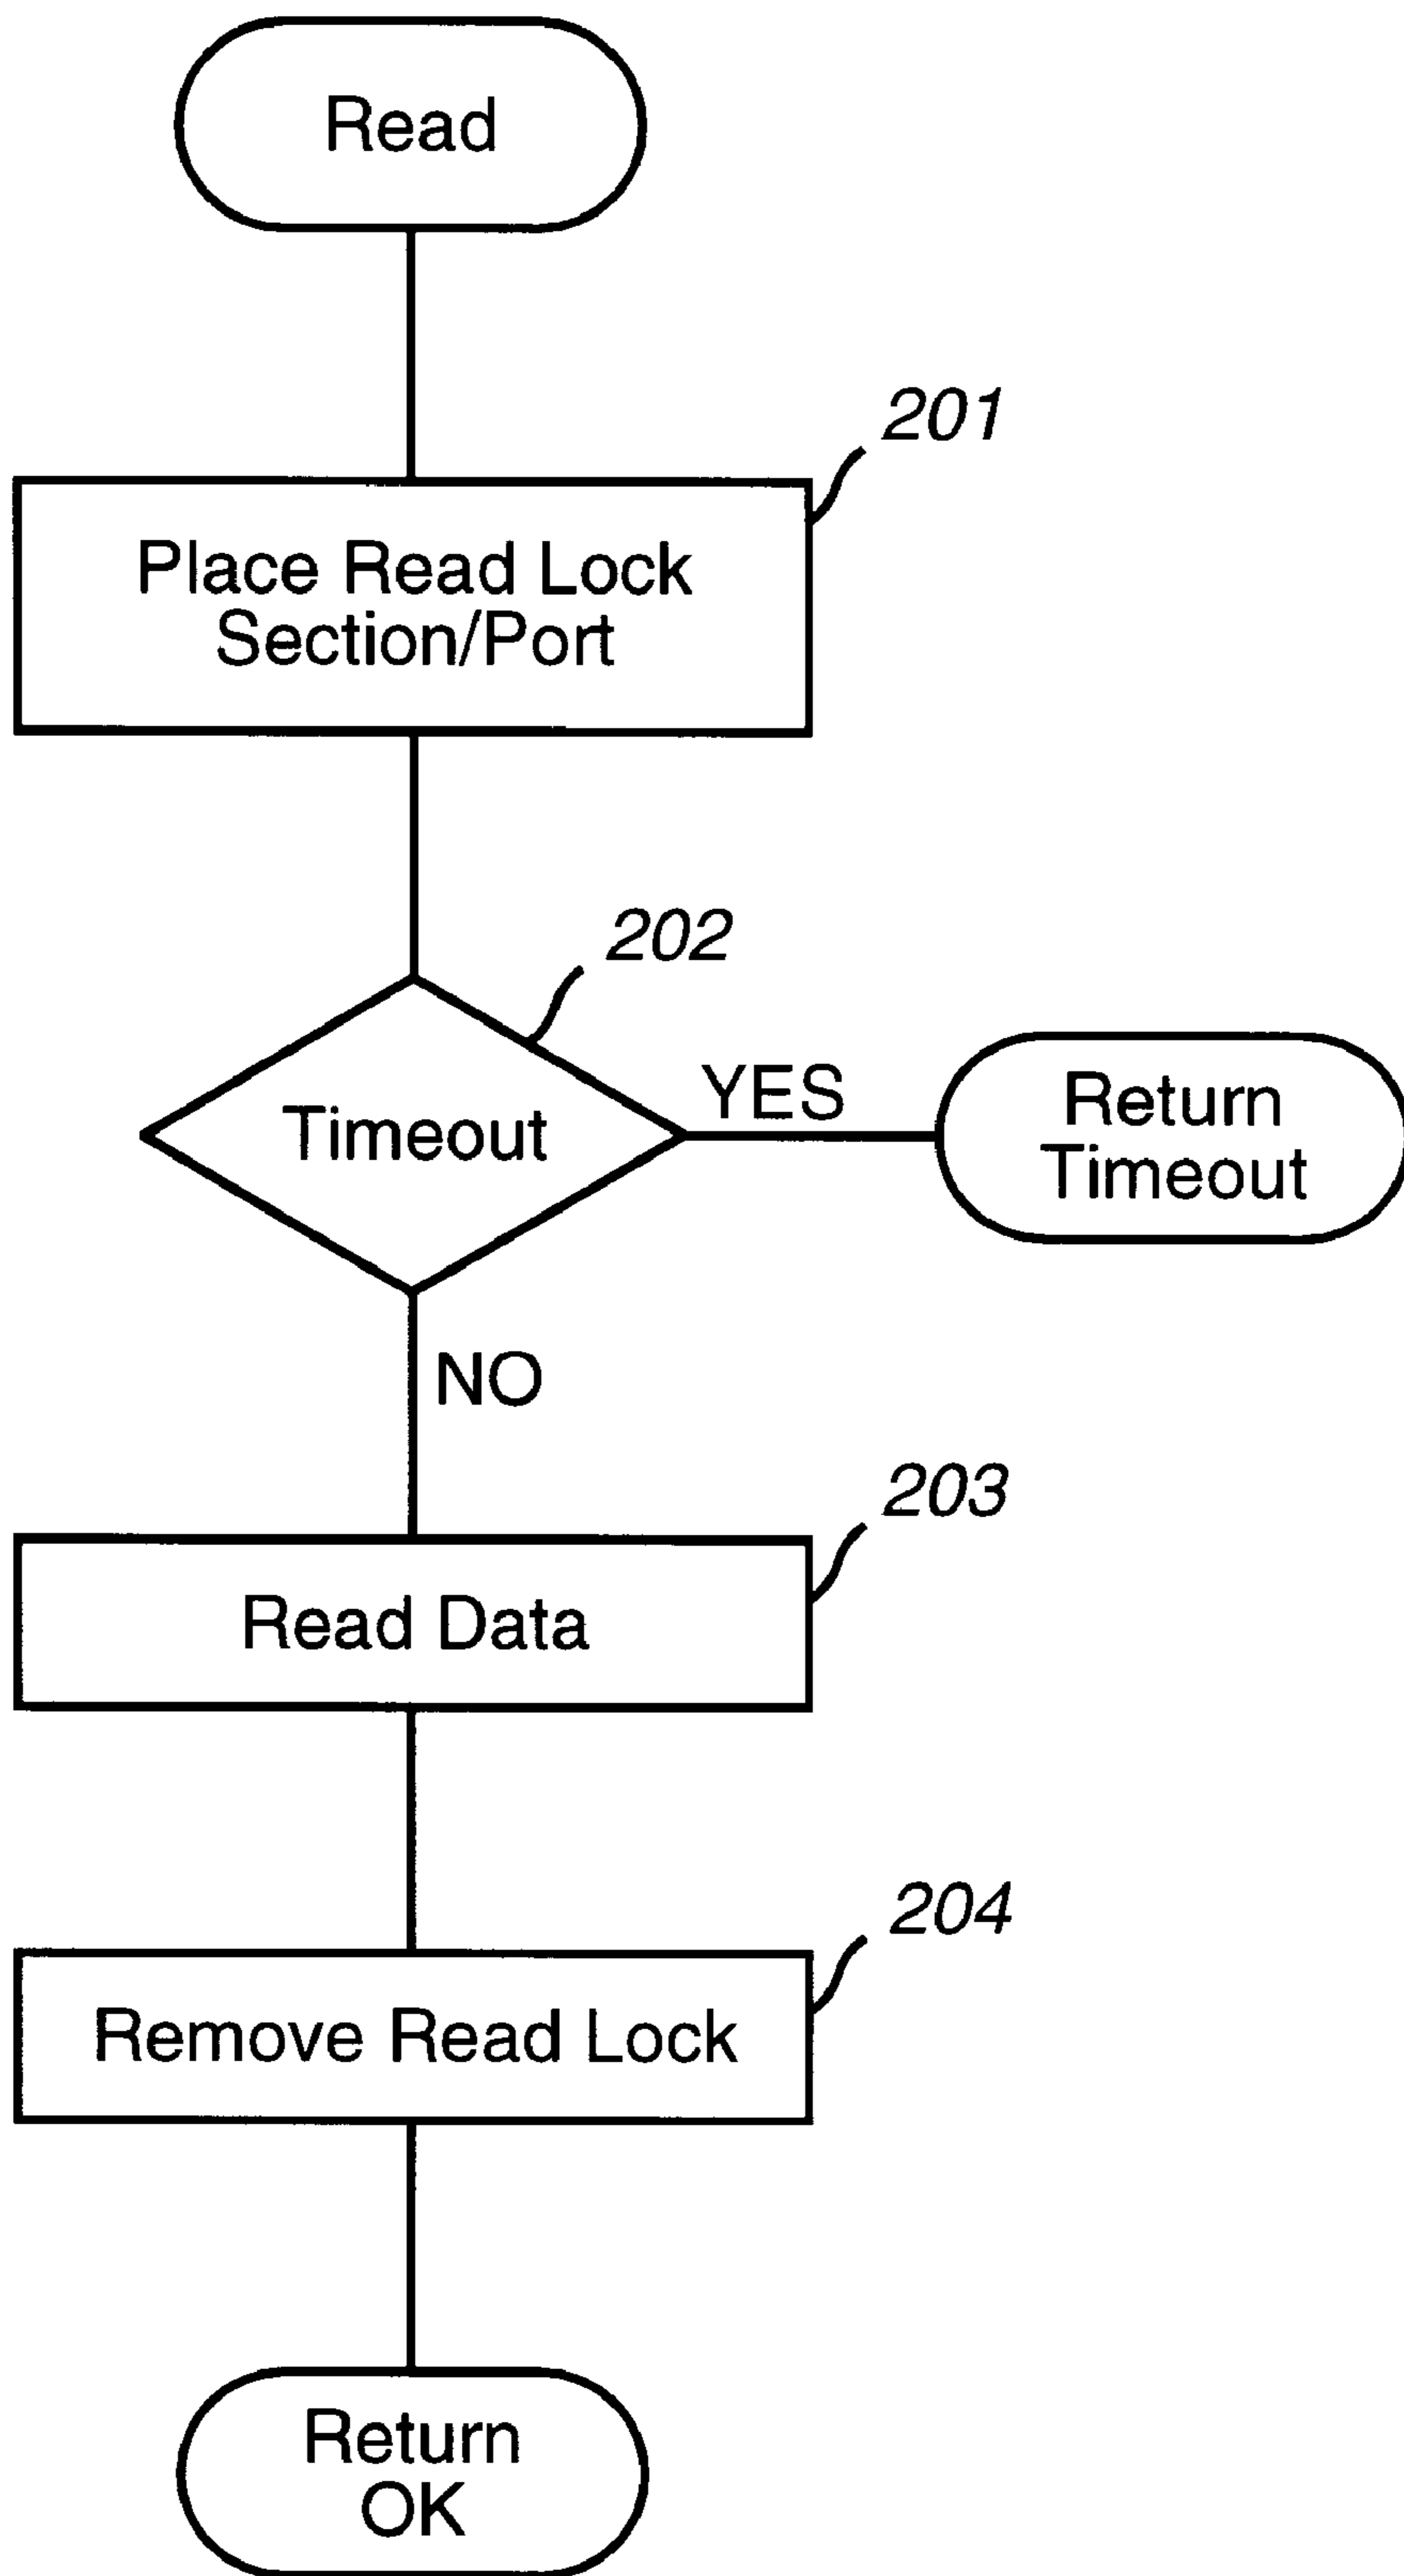 Read
201
Place Read Lock
Section/Port
202
Timeout
YES
Return
Timeout
NO
203
Read Data
204
Remove Read Lock
Return
OK